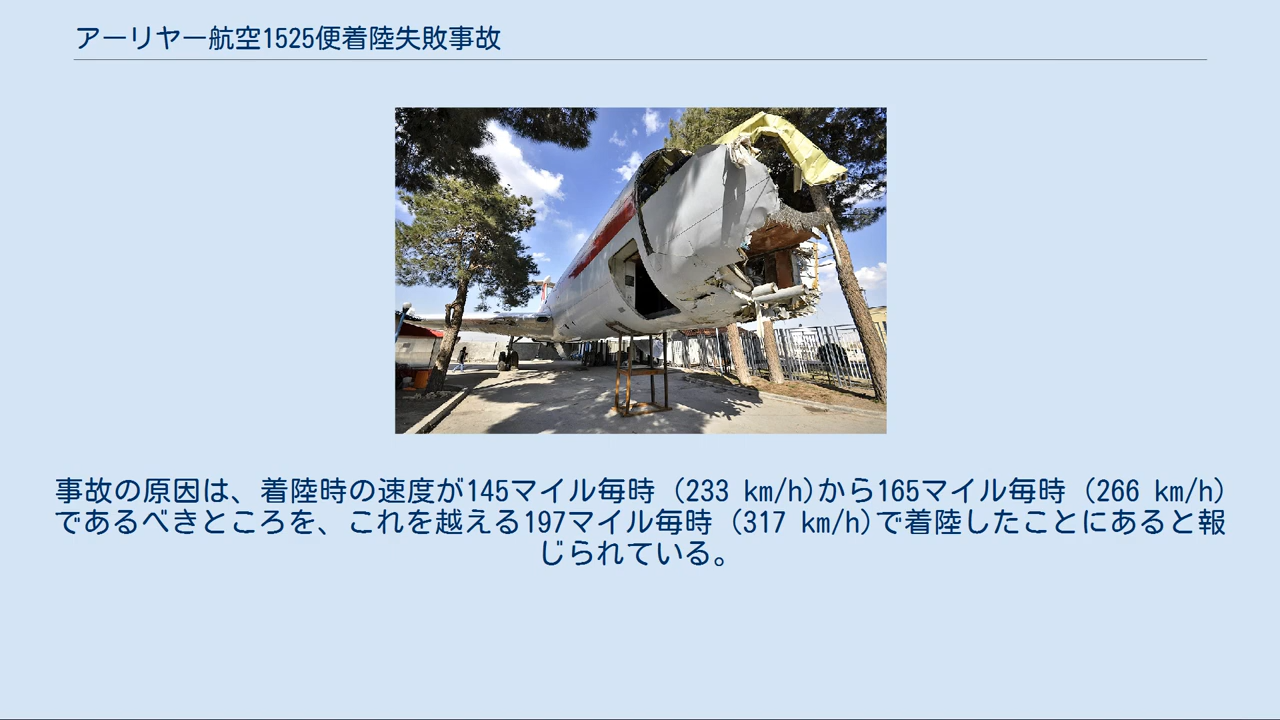 アーリヤー航空1525便着陸失敗事故
事故の原因は、着陸時の速度が145マイル毎時 (233 km/h)から165マイル毎時 (266 km/h)
であるべきところを、これを越える197マイル毎時 (317 km/h)で着陸したことにあると報
じられている。